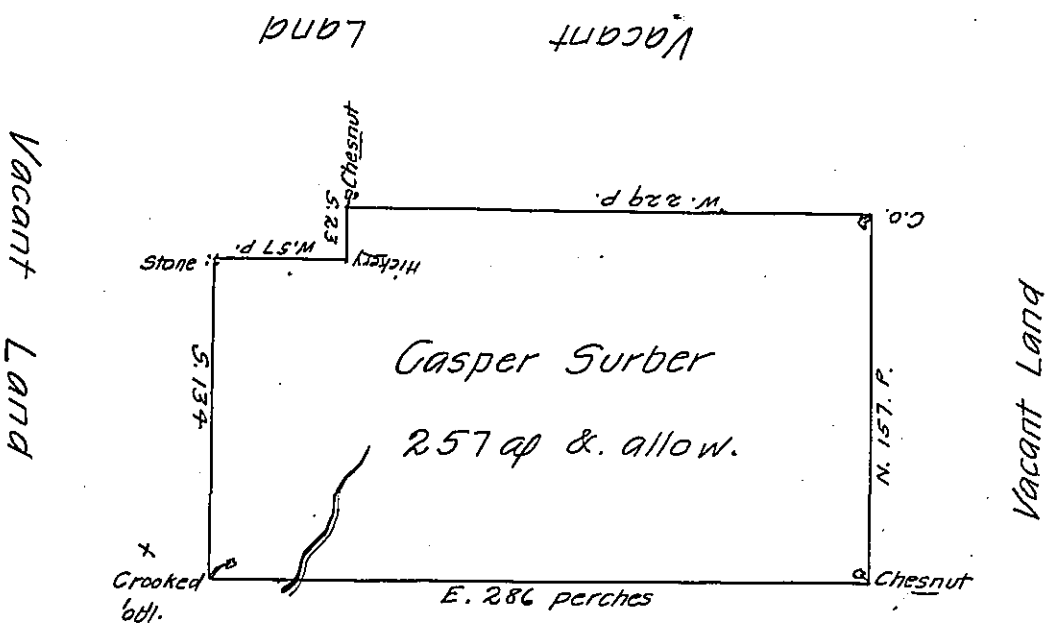 Vacant Land
Vacant Land
Chesnut
S. 23
W. 229 p.
C.O.
W. 57 p.
Stone
Hickery
S. 134
Casper Surber
257 ap & allow.
N. 157. P.
Vacant Land
x
Crooked
E. 286 perches
Chesnut